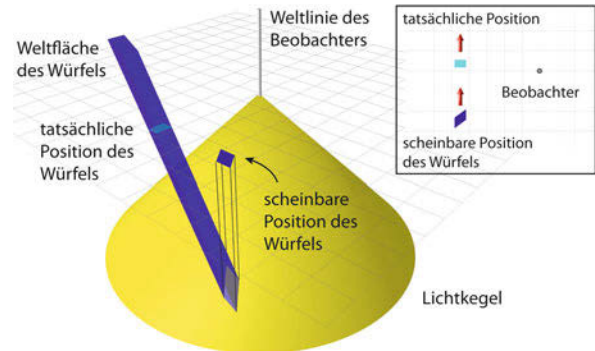 Weltlinie des
Beobachters
Weltfläche
des Würfels
tatsächliche
Position des
Würfels
scheinbare
Position des
Würfels
Lichtkegel
tatsächliche Position
Beobachter
scheinbare Position
des Würfels